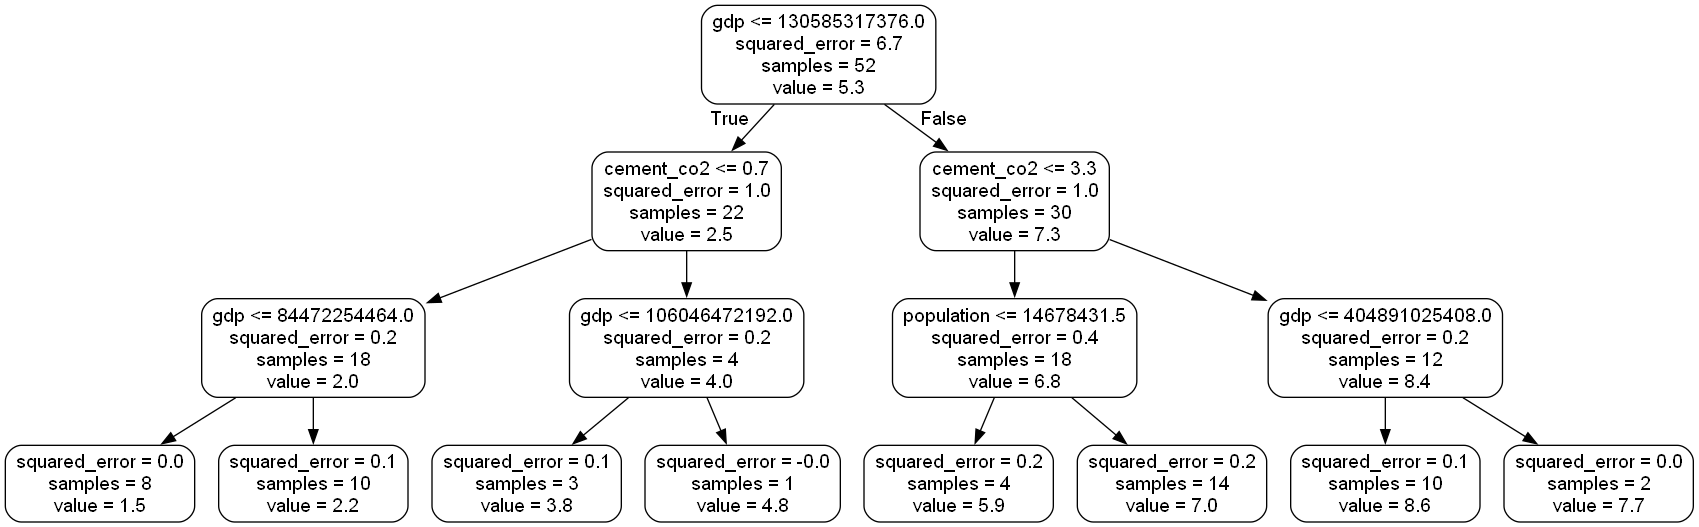 gdp <= 130585317376.0
squared_error = 6.7
samples = 52
value = 5.3
True
False
cement_co2 <= 0.7
squared_error = 1.0
samples = 22
value = 2.5
cement_co2 <= 3.3
squared_error = 1.0
samples = 30
value = 7.3
gdp <= 84472254464.0
squared_error = 0.2
samples = 18
value = 2.0
gdp <= 106046472192.0
squared_error = 0.2
samples = 4
value = 4.0
population <= 14678431.5
squared_error = 0.4
samples = 18
value = 6.8
gdp <= 404891025408.0
squared_error = 0.2
samples = 12
value = 8.4
squared_error = 0.0
samples = 8
value = 1.5
squared_error = 0.1
samples = 10
value = 2.2
squared_error = 0.1
samples = 3
value = 3.8
squared_error = -0.0
samples = 1
value = 4.8
squared_error = 0.2
samples = 4
value = 5.9
squared_error = 0.2
samples = 14
value = 7.0
squared_error = 0.1
samples = 10
value = 8.6
squared_error = 0.0
samples = 2
value = 7.7